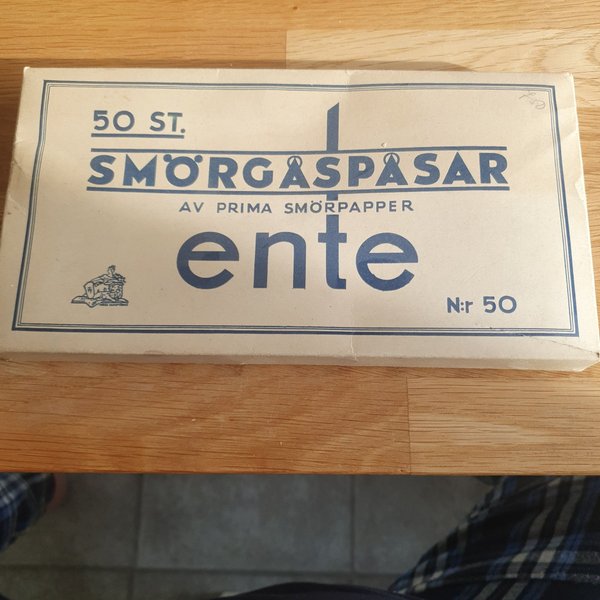 50 ST.
SMÖRGÅSPÅSAR
AV PRIMA SMÖRPAPPER
ente
N:r 50